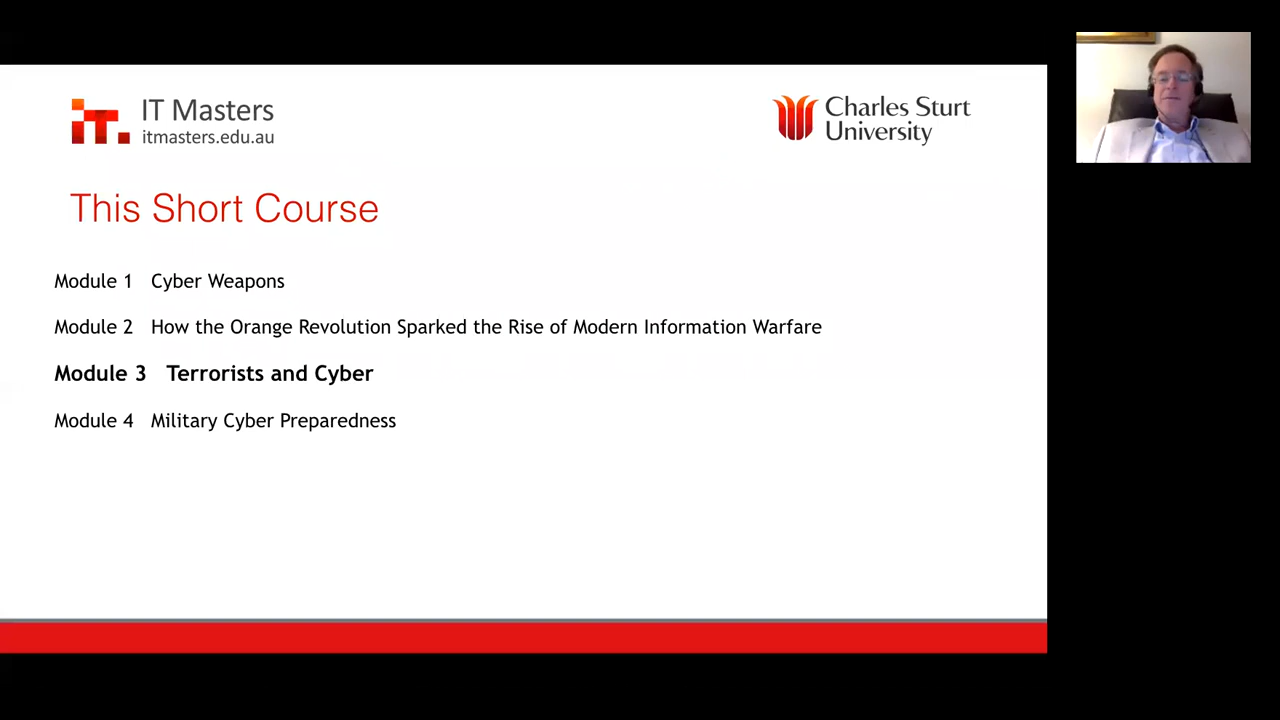 IT Masters
itmasters.edu.au
Charles Sturt
University
This Short Course
Module 1 Cyber Weapons
Module 2 How the Orange Revolution Sparked the Rise of Modern Information Warfare
Module 3 Terrorists and Cyber
Module 4 Military Cyber Preparedness